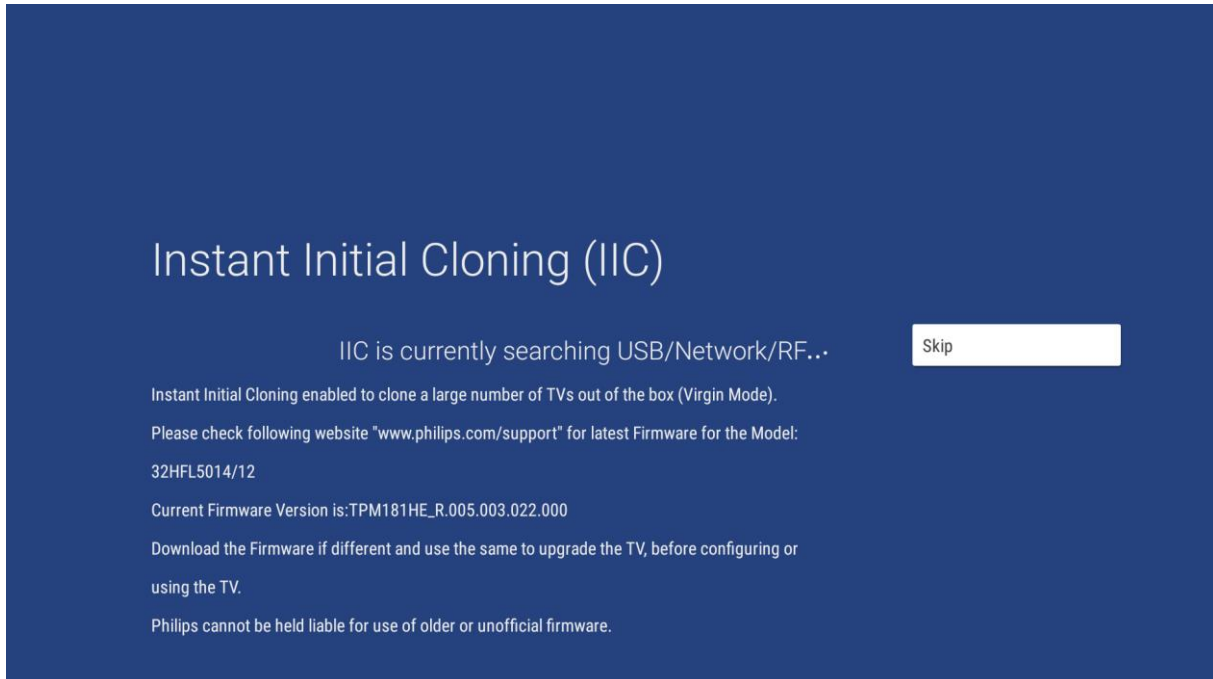 Instant Initial Cloning (IIC)
IIC is currently searching USB/Network/RF...
Skip
Instant Initial Cloning enabled to clone a large number of TVs out of the box (Virgin Mode).
Please check following website "www.philips.com/support" for latest Firmware for the Model:
32HFL5014/12
Current Firmware Version is:TPM181HE_R.005.003.022.000
Download the Firmware if different and use the same to upgrade the TV, before configuring or
using the TV.
Philips cannot be held liable for use of older or unofficial firmware.